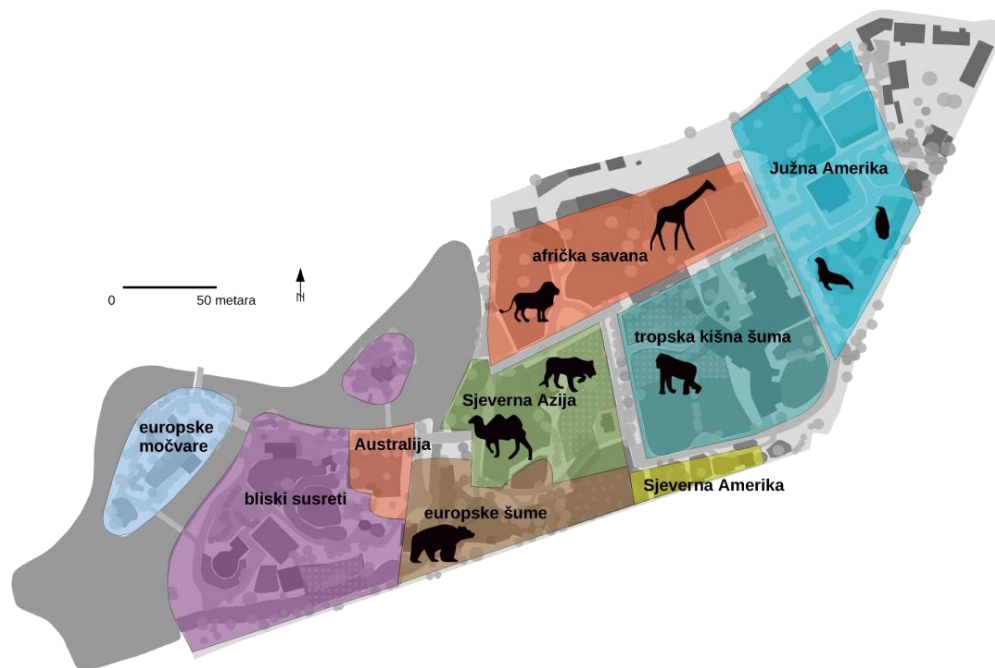 Južna Amerika
afrička savana
N
0 50 metara
tropska kišna šuma
Sjeverna Azija
europske
močvare
Australija
bliski susreti
Sjeverna Amerika
europske šume